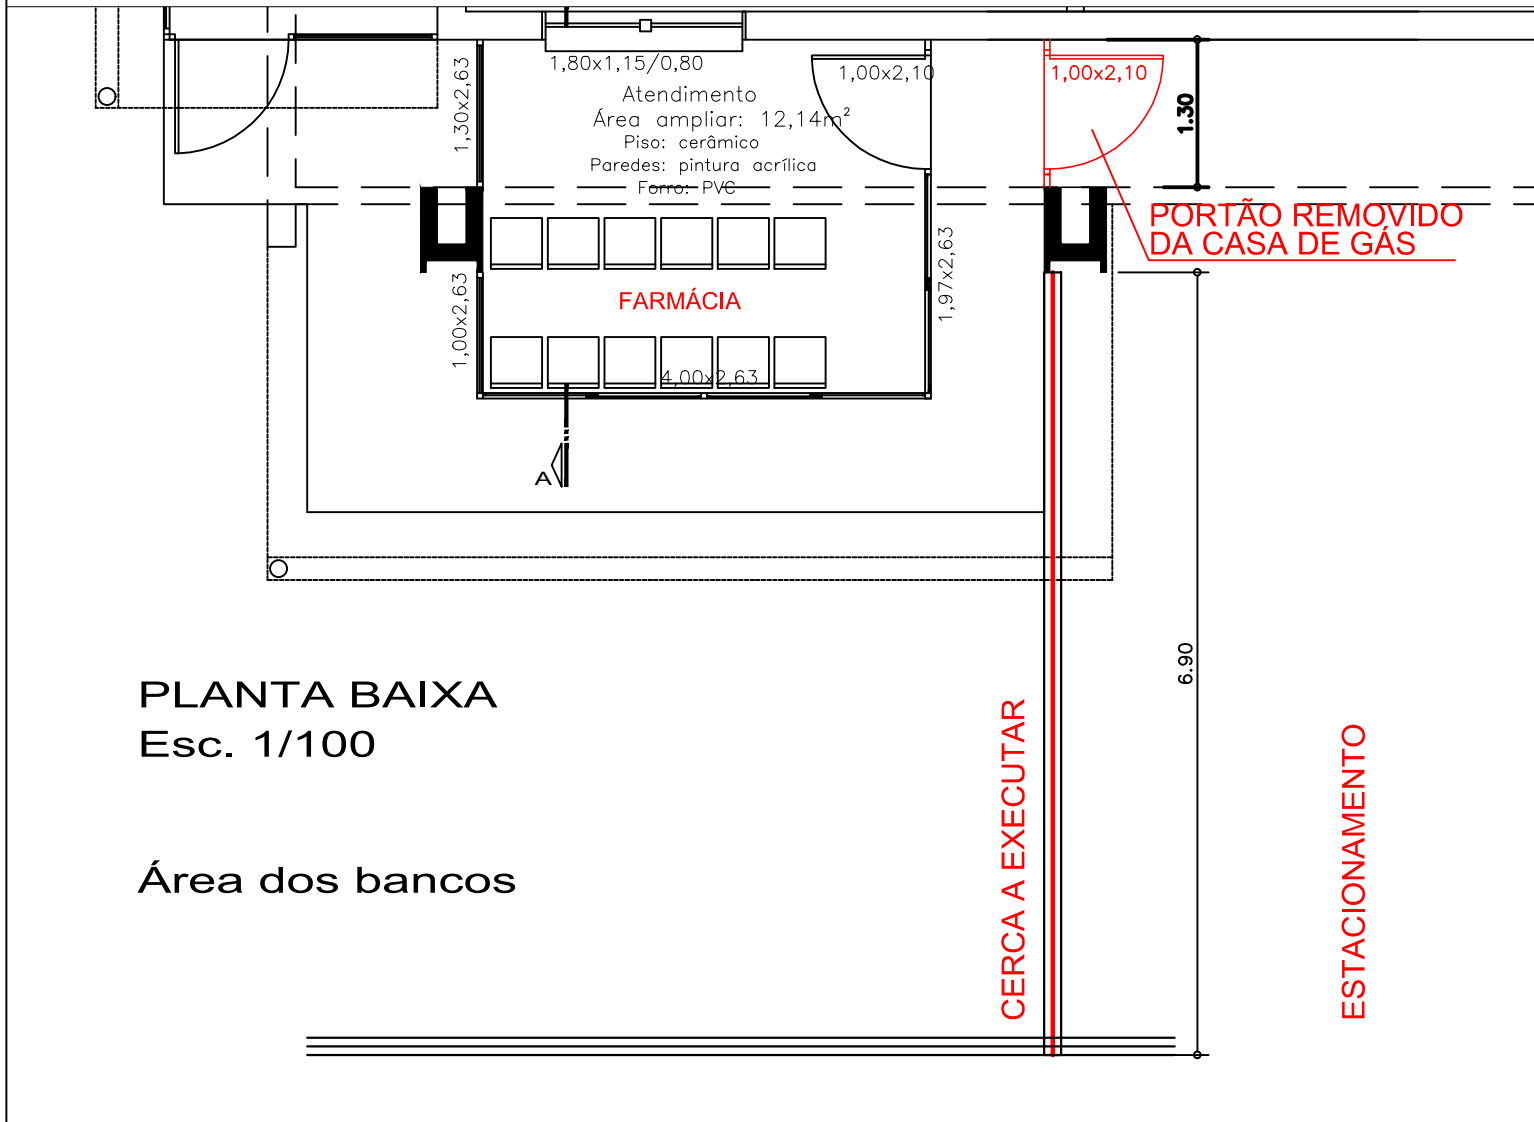 1,80x1,15/0,80
1,00x2,10
1,00x2,10
1,30x2,63
1.30
Atendimento
Área ampliar: 12,14m²
Piso: cerâmico
Paredes: pintura acrílica
Forro: PVC
PORTÃO REMOVIDO
DA CASA DE GÁS
1,00x2,63
FARMÁCIA
1,97x2,63
4,00x2,63
A
6.90
PLANTA BAIXA
Esc. 1/100
CERCA A EXECUTAR
ESTACIONAMENTO
Área dos bancos